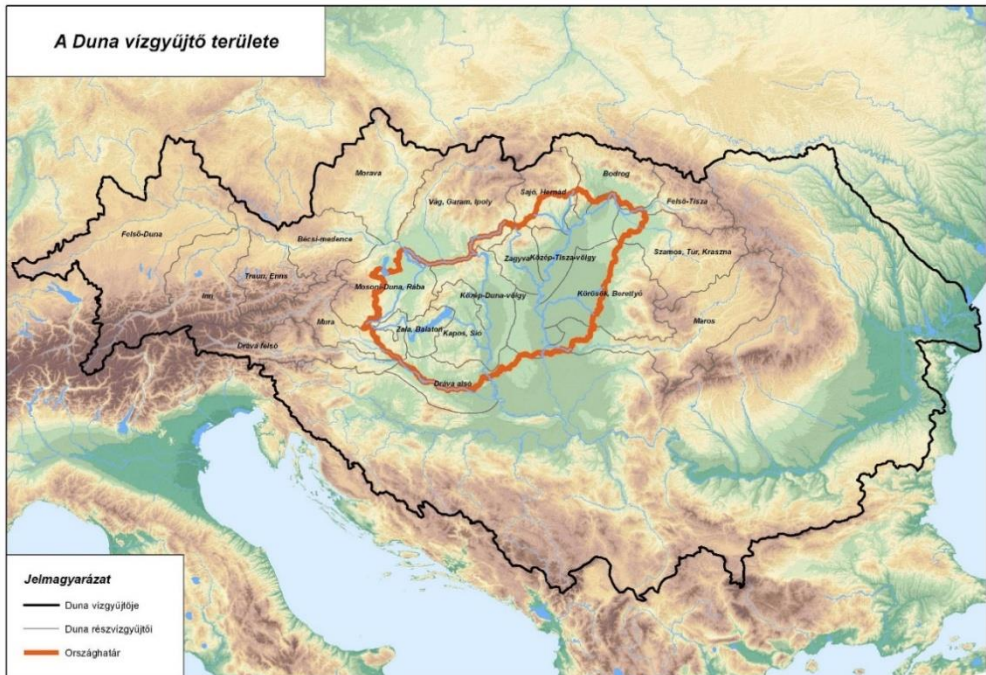 A Duna vízgyűjtő területe
Morava
Bodrog
Vág, Garam, Ipoly
Sajó, Hernád
Felső-Tisza
Felső-Duna
Bécsi-medence
Szamos, Tur, Kraszna
Zagyva
Közép-Tisza-völgy
Traun, Enns
Mosoni-Duna, Rába
Inn
Közép-Duna-völgy
Körösök, Berettyó
Mura
Maros
Zala, Balaton
Kapos, Sió
Dráva felső
Dráva alsó
Jelmagyarázat
Duna vízgyűjtője
Duna részvízgyűjtői
Országhatár